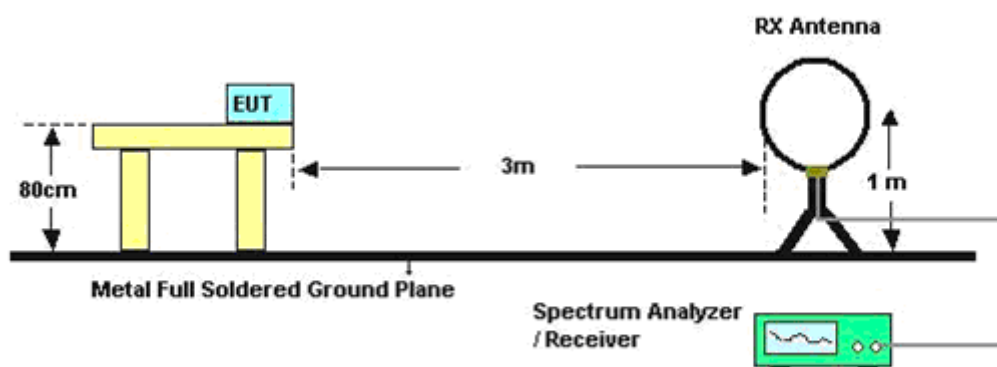 RX Antenna
EUT
3m
80cm
1 m
Metal Full Soldered Ground Plane
Spectrum Analyzer
/ Receiver